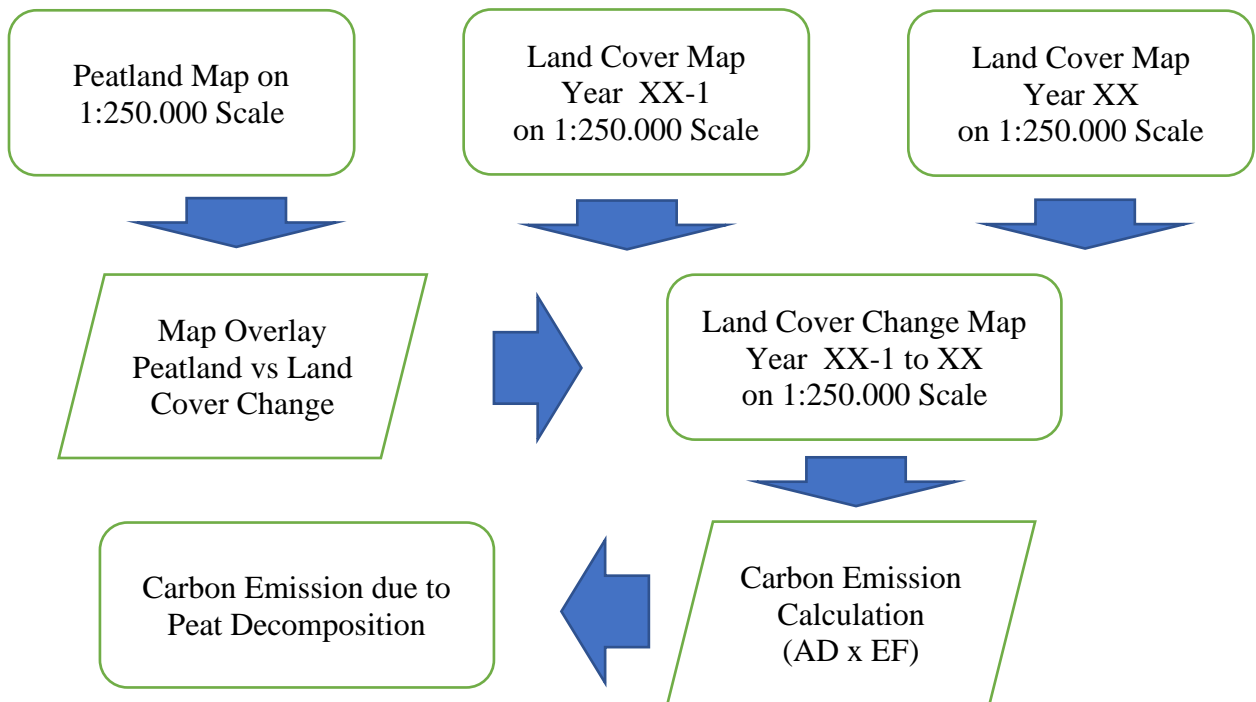 Peatland Map on
1:250.000 Scale
Land Cover Map
Year XX-1
on 1:250.000 Scale
Land Cover Map
Year XX
on 1:250.000 Scale
Map Overlay
Peatland vs Land
Cover Change
Land Cover Change Map
Year XX-1 to XX
on 1:250.000 Scale
Carbon Emission due to
Peat Decomposition
Carbon Emission
Calculation
(AD x EF)